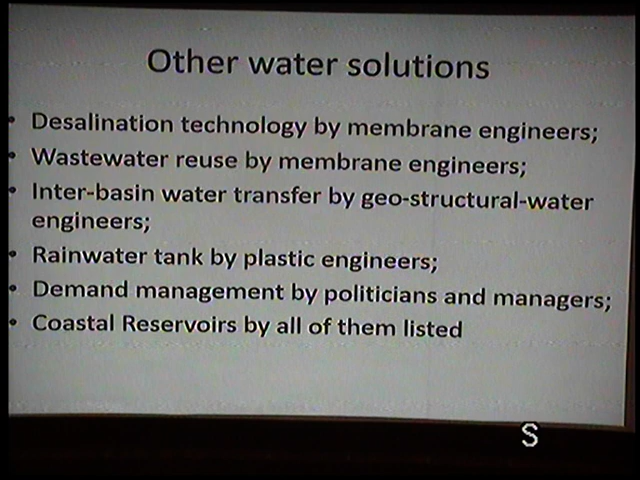 Other water solutions
• Desalination technology by membrane engineers;
• Wastewater reuse by membrane engineers;
• Inter-basin water transfer by geo-structural-water
engineers;
• Rainwater tank by plastic engineers;
• Demand management by politicians and managers;
• Coastal Reservoirs by all of them listed
S